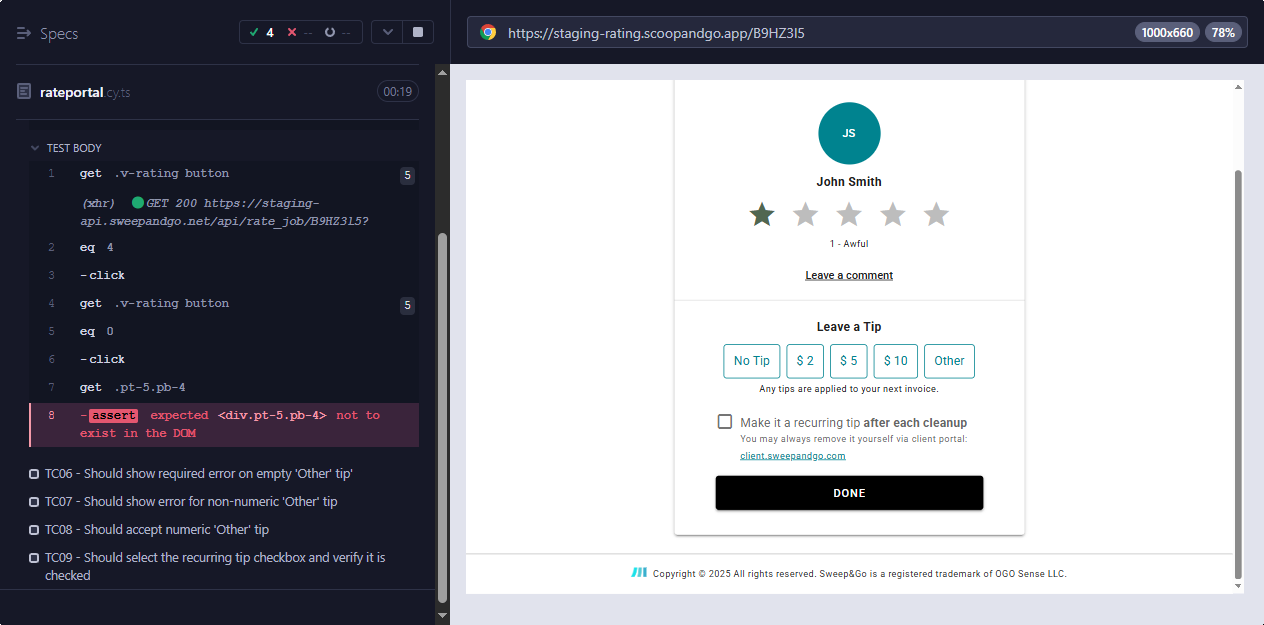 Specs
4 -- --
https://staging-rating.scoopandgo.app/B9HZ3l5
1000x660
78%
rateportal.cy.ts
00:19
TEST BODY
1 get .v-rating button 5
(xhr) GET 200 https://staging-
api.sweepandgo.net/api/rate_job/B9HZ3l5?
2 eq 4
3 -click
4 get .v-rating button 5
5 eq 0
6 -click
7 get .pt-5.pb-4
8 -assert expected <div.pt-5.pb-4> not to
exist in the DOM
TC06 - Should show required error on empty 'Other' tip'
TC07 - Should show error for non-numeric 'Other' tip
TC08 - Should accept numeric 'Other' tip
TC09 - Should select the recurring tip checkbox and verify it is
checked
JS
John Smith
1 - Awful
Leave a comment
Leave a Tip
No Tip
$ 2
$ 5
$ 10
Other
Any tips are applied to your next invoice.
Make it a recurring tip after each cleanup
You may always remove it yourself via client portal:
client.sweepandgo.com
DONE
Copyright © 2025 All rights reserved. Sweep&Go is a registered trademark of OGO Sense LLC.